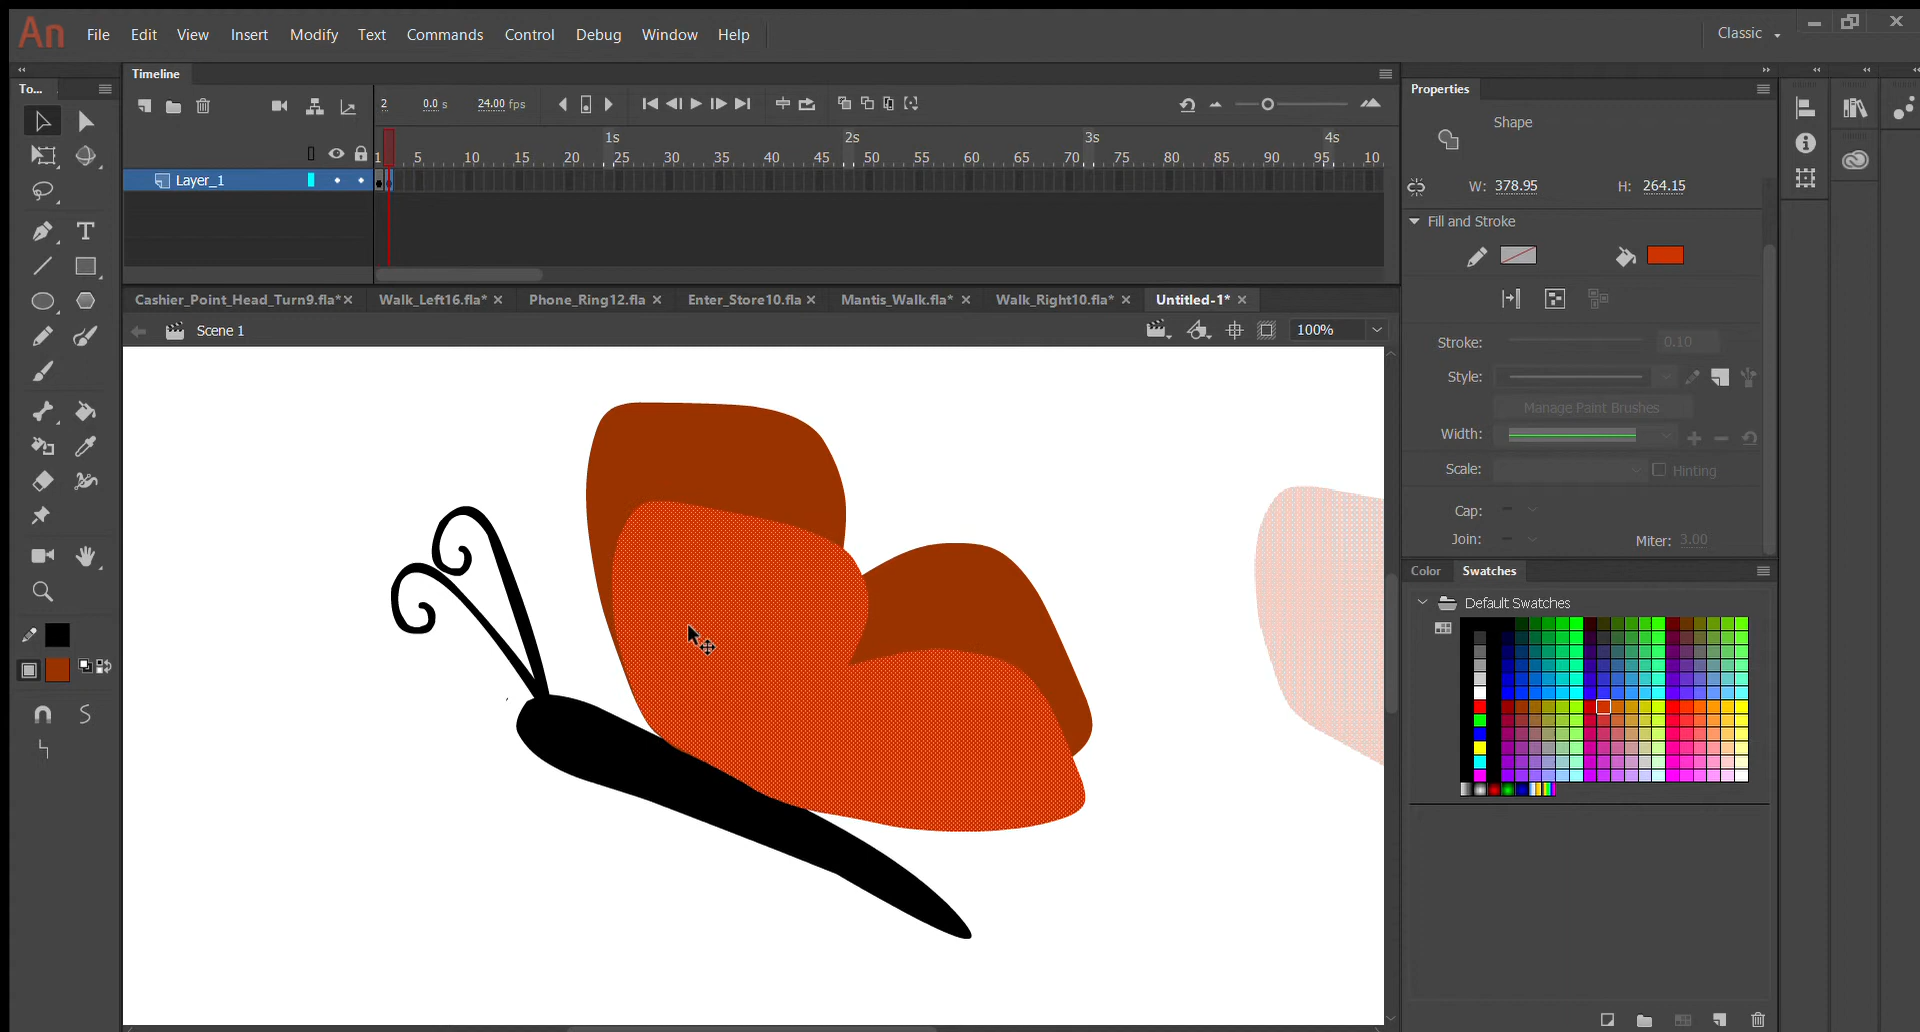 An File Edit View Insert Modify Text Commands Control Debug Window Help Classic
To... Timeline Properties
2 0.0 s 24.00 fps
Shape
1s 2s 3s 4s
1 5 10 15 20 25 30 35 40 45 50 55 60 65 70 75 80 85 90 95 10
Layer_1
W: 378.95 H: 264.15
Fill and Stroke
Cashier_Point_Head_Turn9.fla* Walk_Left16.fla* Phone_Ring12.fla Enter_Store10.fla Mantis_Walk.fla* Walk_Right10.fla* Untitled-1*
Scene 1 100%
Stroke: 0.10
Style:
Manage Paint Brushes
Width:
Scale: Hinting
Cap:
Join: Miter: 3.00
Color Swatches
Default Swatches